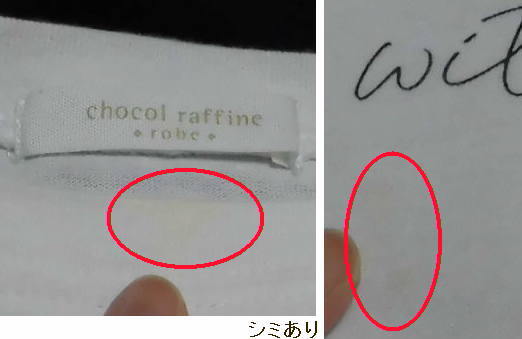 chocol raffine
robe
wit
シミあり